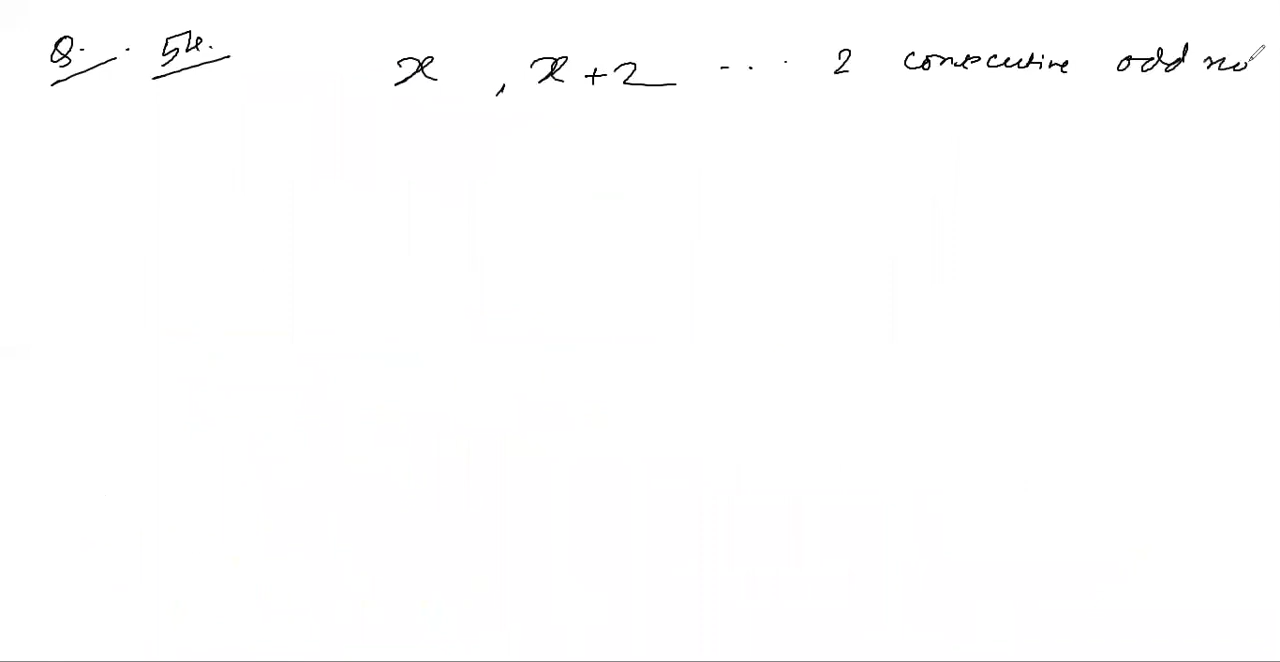 Q. . 54. x , x+2 ... 2 consecutive odd no